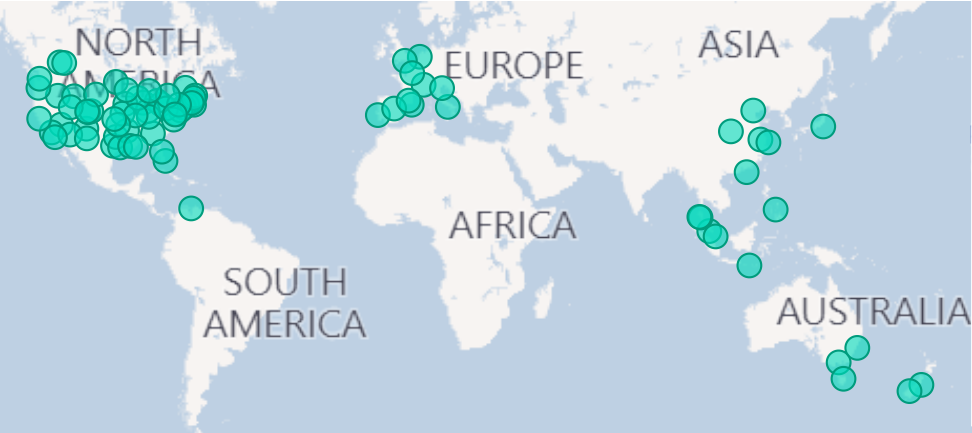 NORTH
AMERICA
EUROPE
ASIA
AFRICA
SOUTH
AMERICA
AUSTRALIA